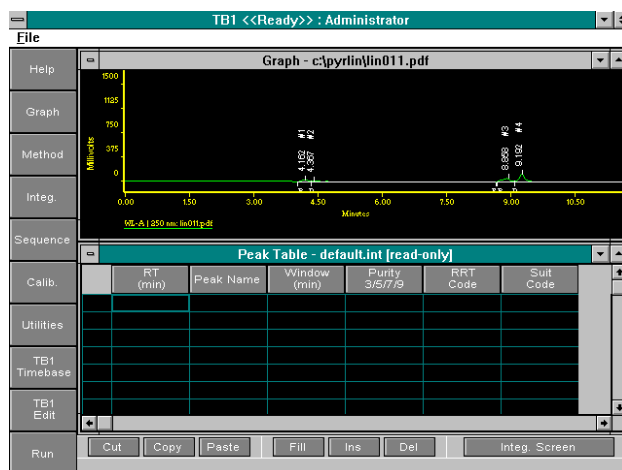 TB1 <<Ready>> : Administrator
File
Help
Graph
Method
Integ.
Sequence
Calib.
Utilities
TB1
Timebase
TB1
Edit
Run
Graph - c:\pyrlin\lin011.pdf
Millivolts
1500
1125
750
375
0
4.162 #1
4.367 #2
8.958 #3
9.192 #4
0.00 1.50 3.00 4.50 6.00 7.50 9.00 10.50
Minutes
WL-A | 250 nm: lin011.pdf
Peak Table - default.int [read-only]
RT
(min)
Peak Name
Window
(min)
Purity
3/5/7/9
RRT
Code
Suit
Code
Cut Copy Paste Fill Ins Del Integ. Screen